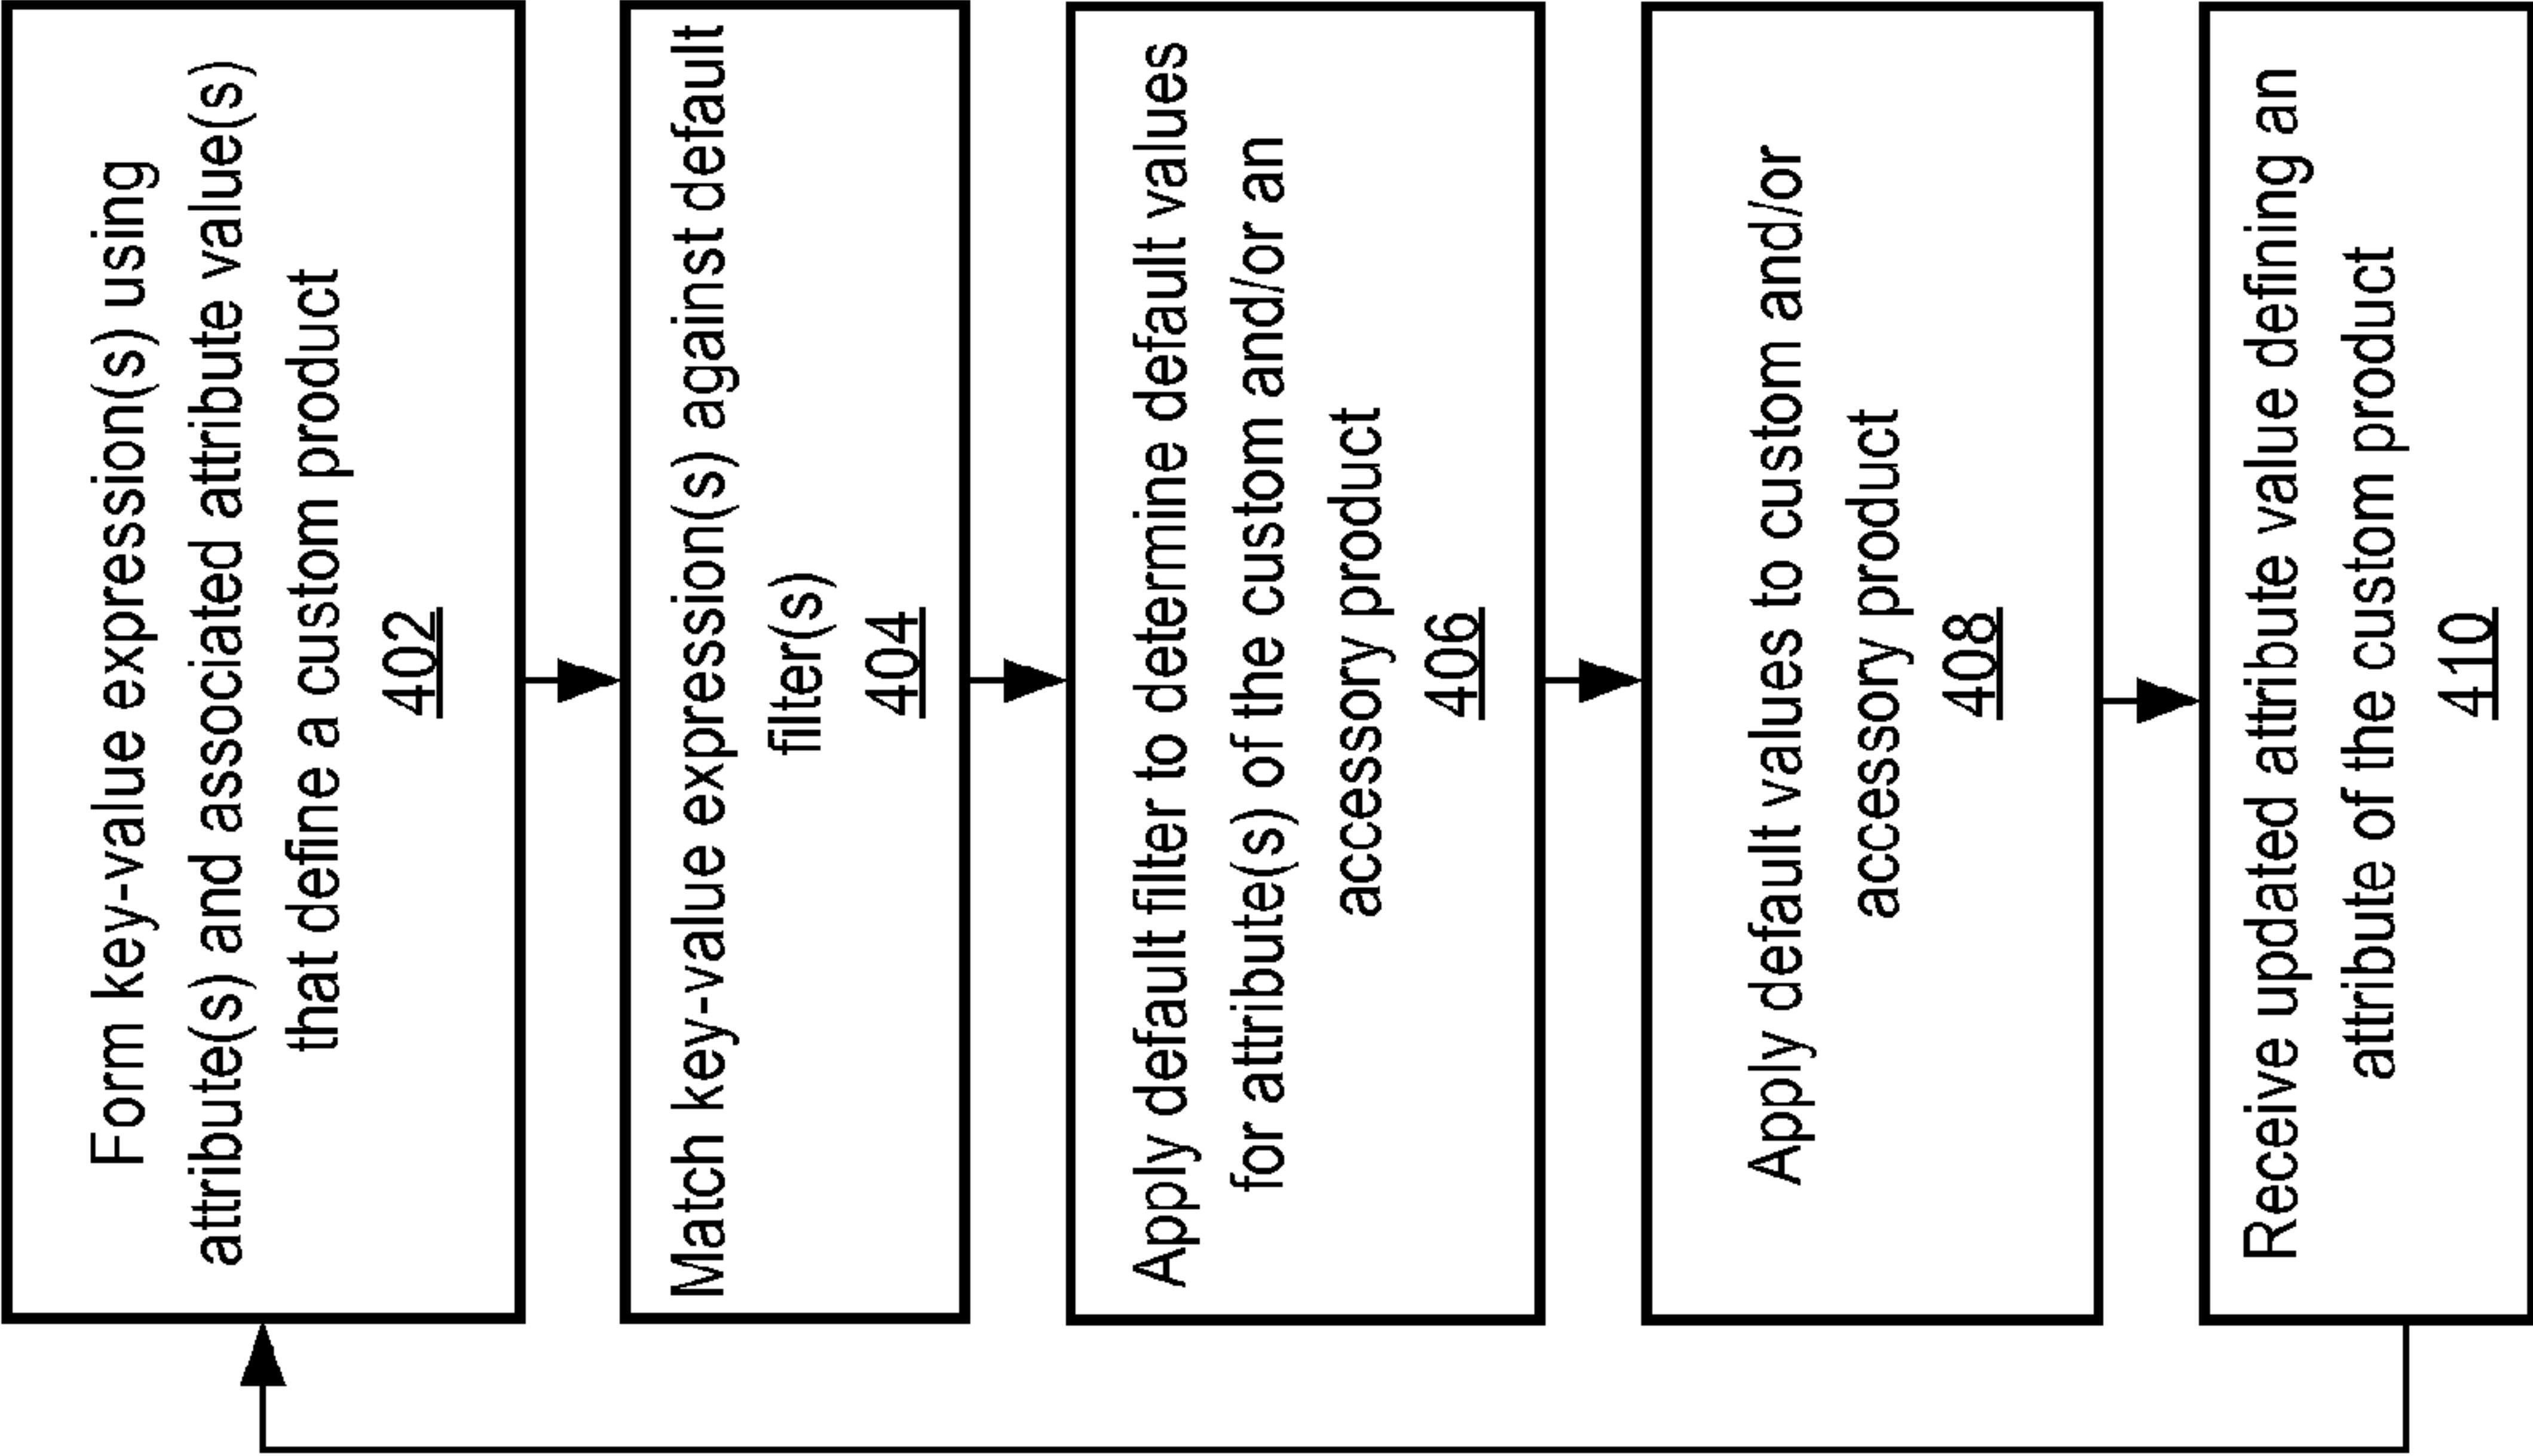 Form key-value expression(s) using
attribute(s) and associated attribute value(s)
that define a custom product
402
Match key-value expression(s) against default
filter(s)
404
Apply default filter to determine default values
for attribute(s) of the custom and/or an
accessory product
406
Apply default values to custom and/or
accessory product
408
Receive updated attribute value defining an
attribute of the custom product
410